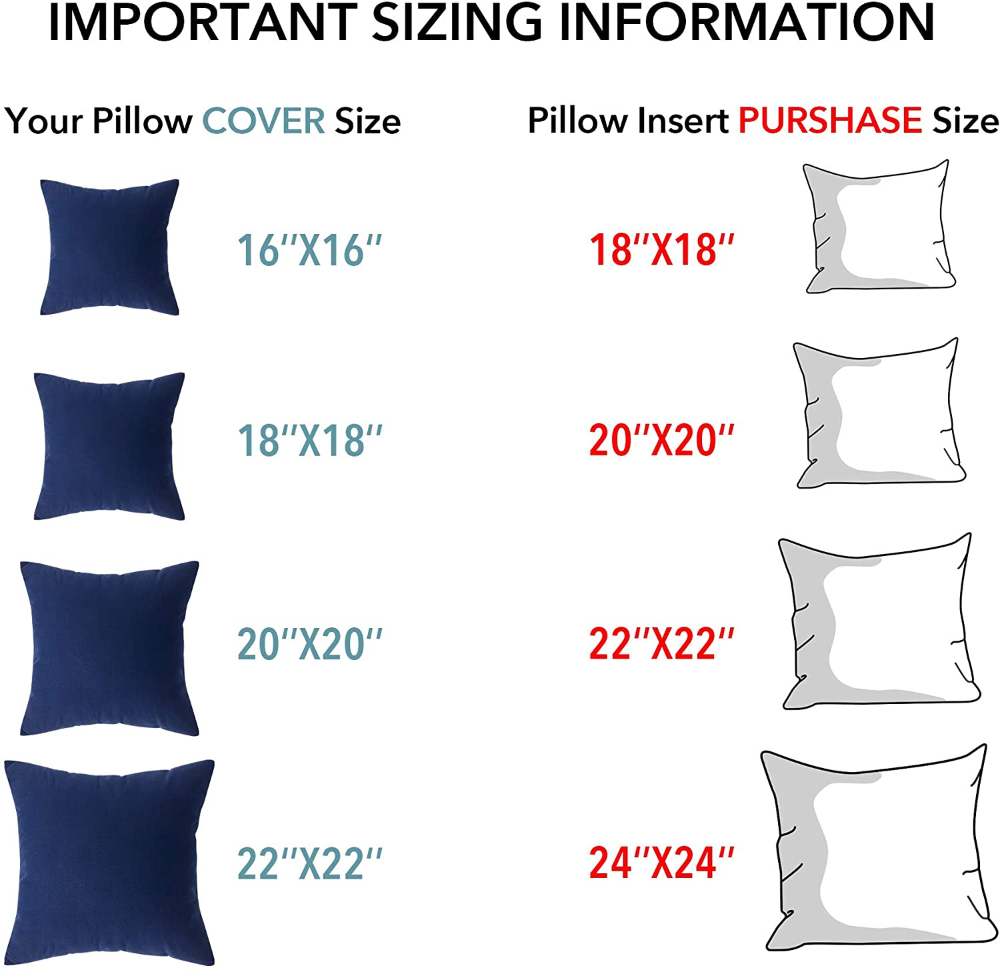 IMPORTANT SIZING INFORMATION
Your Pillow COVER Size
Pillow Insert PURSHASE Size
16"X16"
18"X18"
18"X18"
20"X20"
20"X20"
22"X22"
22"X22"
24"X24"